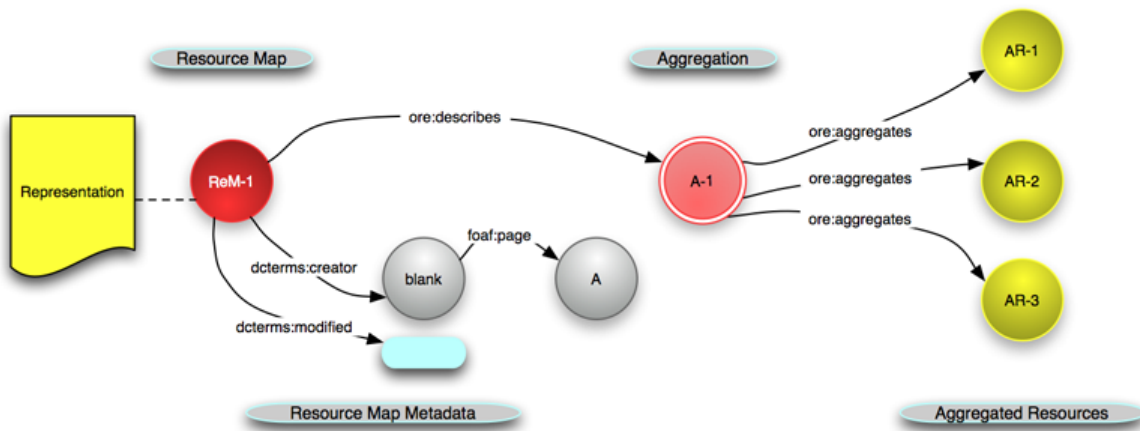 Resource Map
Aggregation
AR-1
ore:describes
ore:aggregates
Representation
ReM-1
A-1
ore:aggregates
AR-2
ore:aggregates
foaf:page
dcterms:creator
blank
A
AR-3
dcterms:modified
Resource Map Metadata
Aggregated Resources